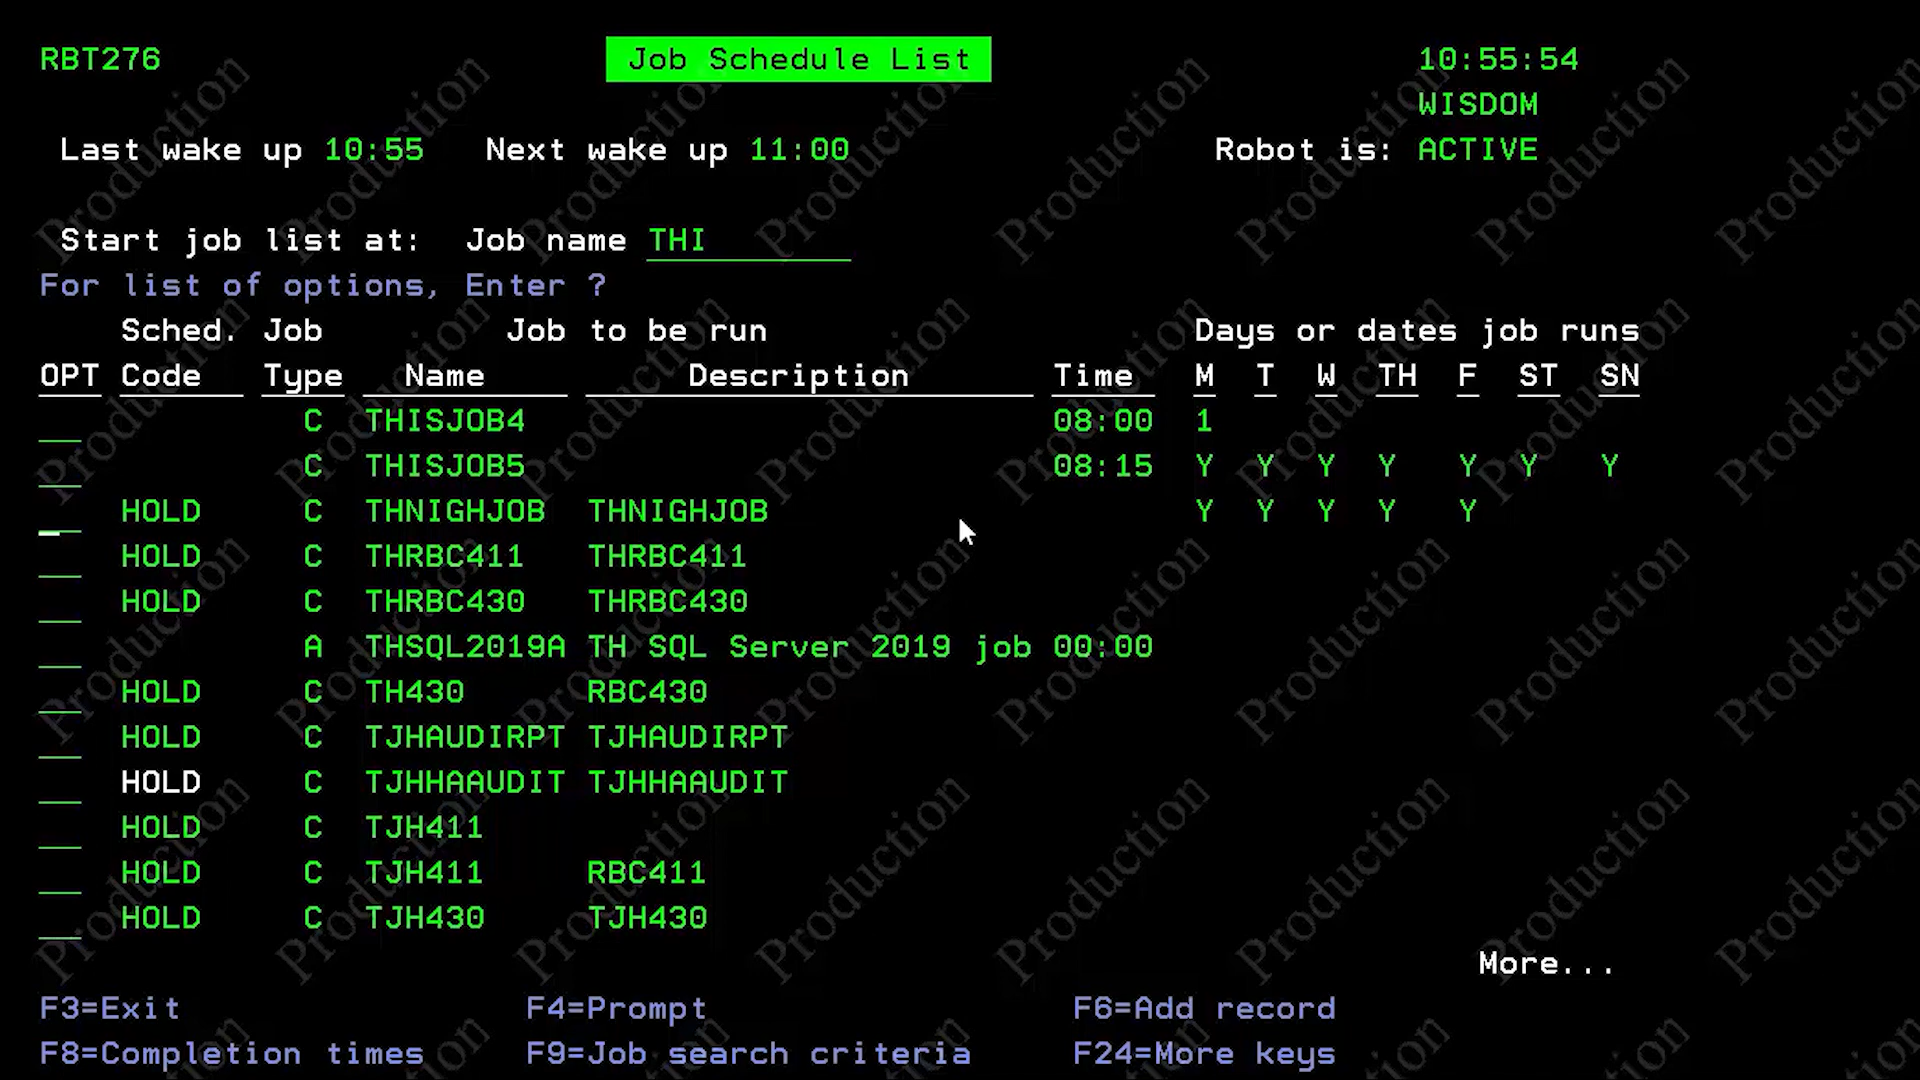 RBT276 Job Schedule List 10:55:54
WISDOM
Last wake up 10:55 Next wake up 11:00 Robot is: ACTIVE
Start job list at: Job name THI
For list of options, Enter ?
Sched. Job Job to be run Days or dates job runs
OPT Code Type Name Description Time M T W TH F ST SN
C THISJOB4 08:00 1
C THISJOB5 08:15 Y Y Y Y Y Y Y
HOLD C THNIGHJOB THNIGHJOB Y Y Y Y Y
HOLD C THRBC411 THRBC411
HOLD C THRBC430 THRBC430
A THSQL2019A TH SQL Server 2019 job 00:00
HOLD C TH430 RBC430
HOLD C TJHAUDIRPT TJHAUDIRPT
HOLD C TJHHAAUDIT TJHHAAUDIT
HOLD C TJH411
HOLD C TJH411 RBC411
HOLD C TJH430 TJH430
More...
F3=Exit F4=Prompt F6=Add record
F8=Completion times F9=Job search criteria F24=More keys
Production